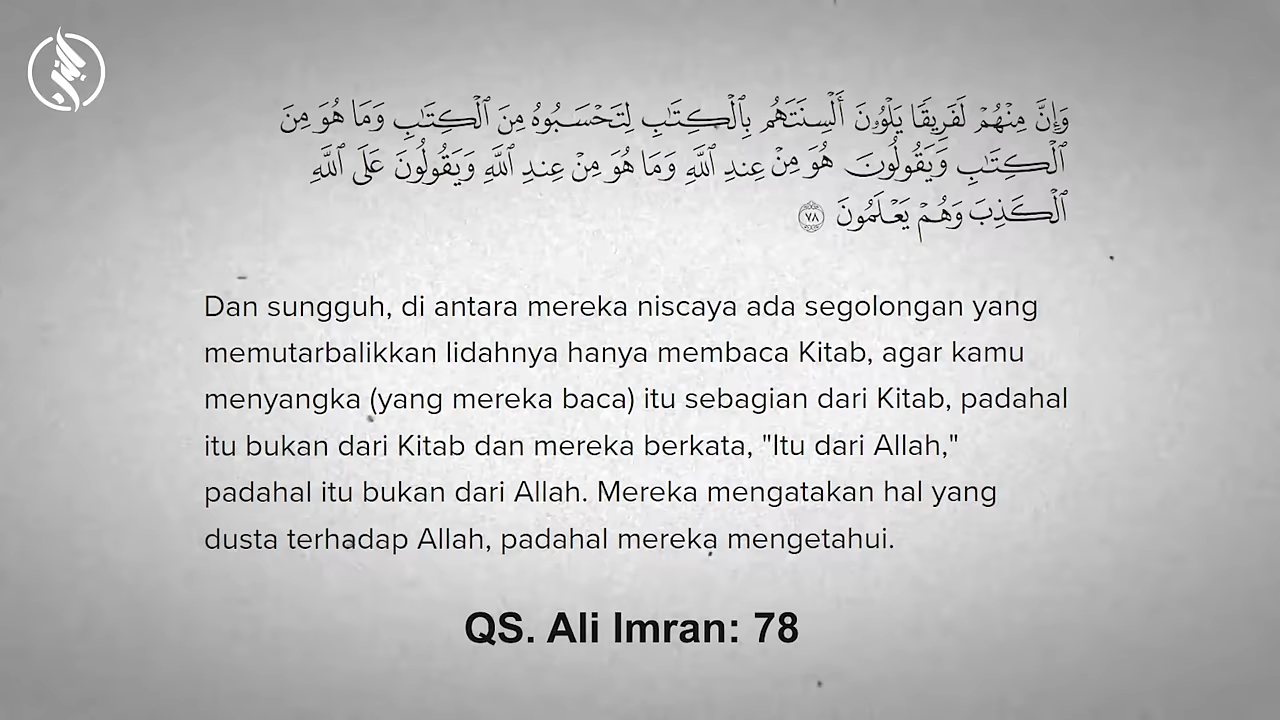 وَإِنَّ مِنْهُمْ لَفَرِيقًا يَلْوُۥنَ أَلْسِنَتَهُم بِٱلْكِتَٰبِ لِتَحْسَبُوهُ مِنَ ٱلْكِتَٰبِ وَمَا هُوَ مِنَ
ٱلْكِتَٰبِ وَيَقُولُونَ هُوَ مِنْ عِندِ ٱللَّهِ وَمَا هُوَ مِنْ عِندِ ٱللَّهِ وَيَقُولُونَ عَلَى ٱللَّهِ
ٱلْكَذِبَ وَهُمْ يَعْلَمُونَ ٧٨
Dan sungguh, di antara mereka niscaya ada segolongan yang
memutarbalikkan lidahnya hanya membaca Kitab, agar kamu
menyangka (yang mereka baca) itu sebagian dari Kitab, padahal
itu bukan dari Kitab dan mereka berkata, "Itu dari Allah,"
padahal itu bukan dari Allah. Mereka mengatakan hal yang
dusta terhadap Allah, padahal mereka mengetahui.
QS. Ali Imran: 78